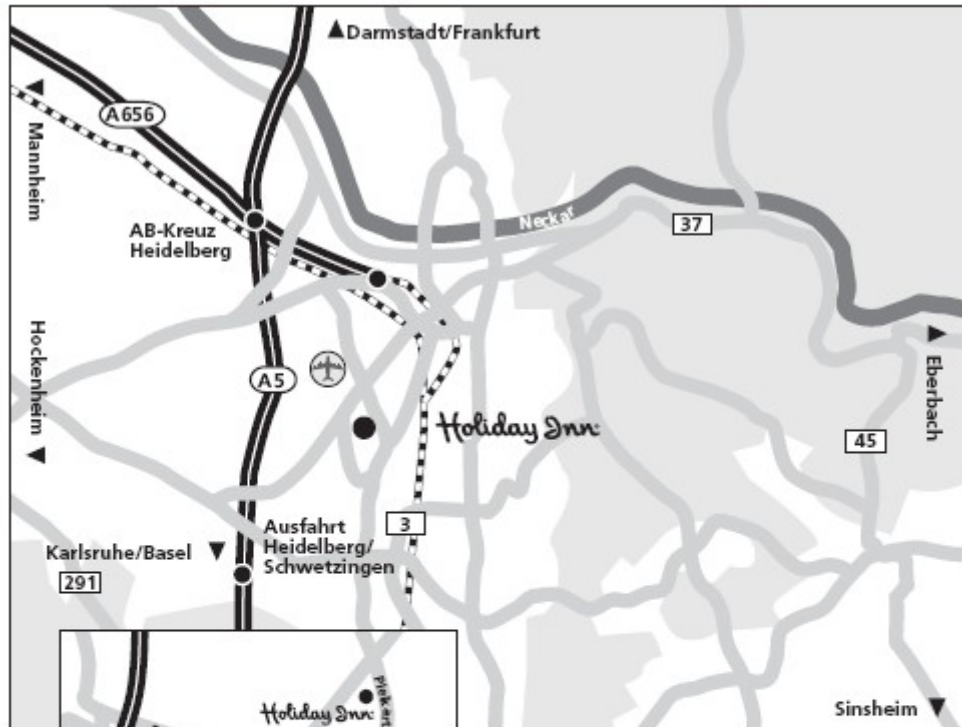 Darmstadt/Frankfurt
A656
Mannheim
Neckar
37
AB-Kreuz
Heidelberg
Hockenheim
A5
Eberbach
Holiday Inn
45
3
Ausfahrt
Heidelberg/
Schwetzingen
Karlsruhe/Basel
291
Holiday Inn
Sinsheim